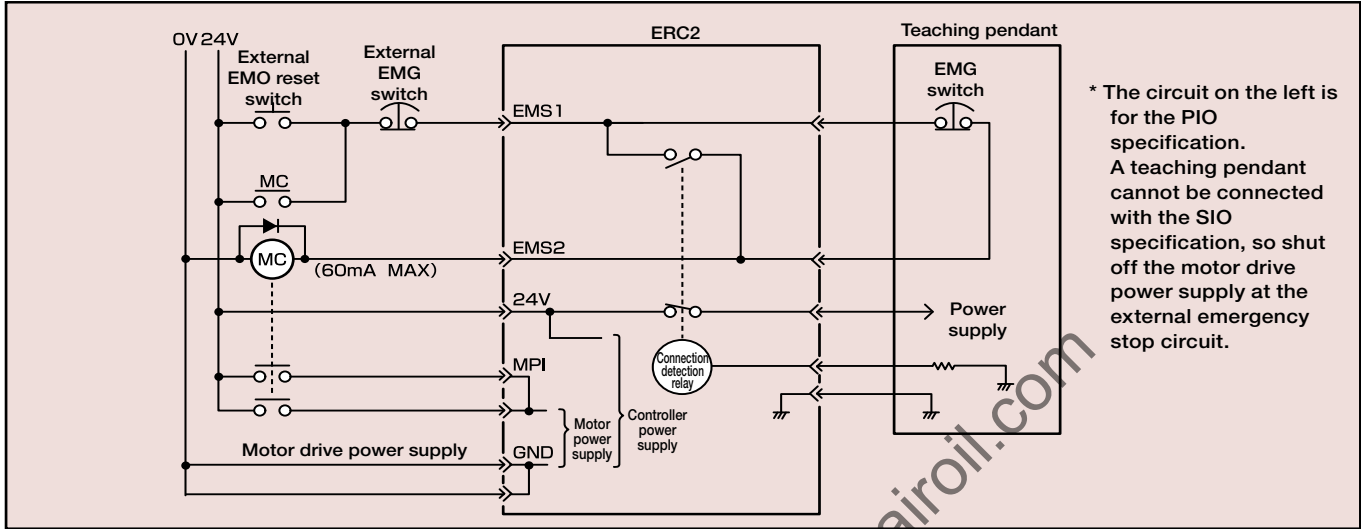 0V 24V
External
EMO reset
switch
External
EMG
switch
ERC2
Teaching pendant
EMG
switch
EMS1
MC
MC
(60mA MAX)
EMS2
24V
Power
supply
MPI
Connection
detection
relay
Motor
power
supply
Controller
power
supply
Motor drive power supply
GND
* The circuit on the left is
for the PIO
specification.
A teaching pendant
cannot be connected
with the SIO
specification, so shut
off the motor drive
power supply at the
external emergency
stop circuit.
airoil.com